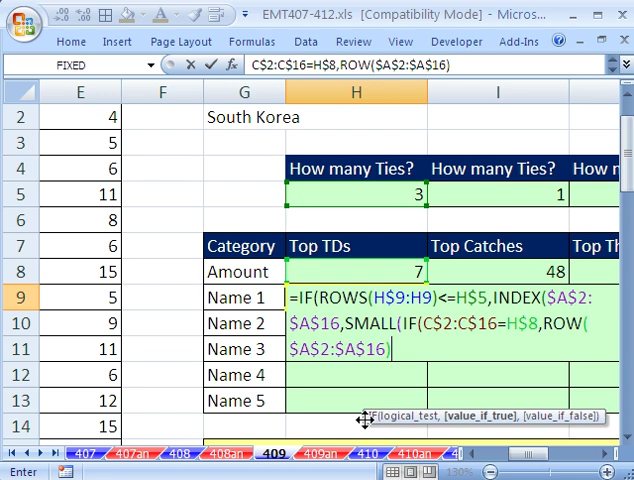 EMT407-412.xls [Compatibility Mode] - Micros...
Home Insert Page Layout Formulas Data Review View Developer Add-Ins
FIXED C$2:C$16=H$8,ROW($A$2:$A$16)
E F G H I
2 4 South Korea
3 5
4 6 How many Ties? How many Ties? How m
5 11 3 1
6 8
7 6 Category Top TDs Top Catches Top Th
8 15 Amount 7 48
9 5 Name 1 =IF(ROWS(H$9:H9)<=H$5,INDEX($A$2:
10 9 Name 2 $A$16,SMALL(IF(C$2:C$16=H$8,ROW(
11 11 Name 3 $A$2:$A$16)
12 6 Name 4
13 12 Name 5
IF(logical_test, [value_if_true], [value_if_false])
14 15
407 407an 408 408an 409 409an 410 410an
Enter 130%